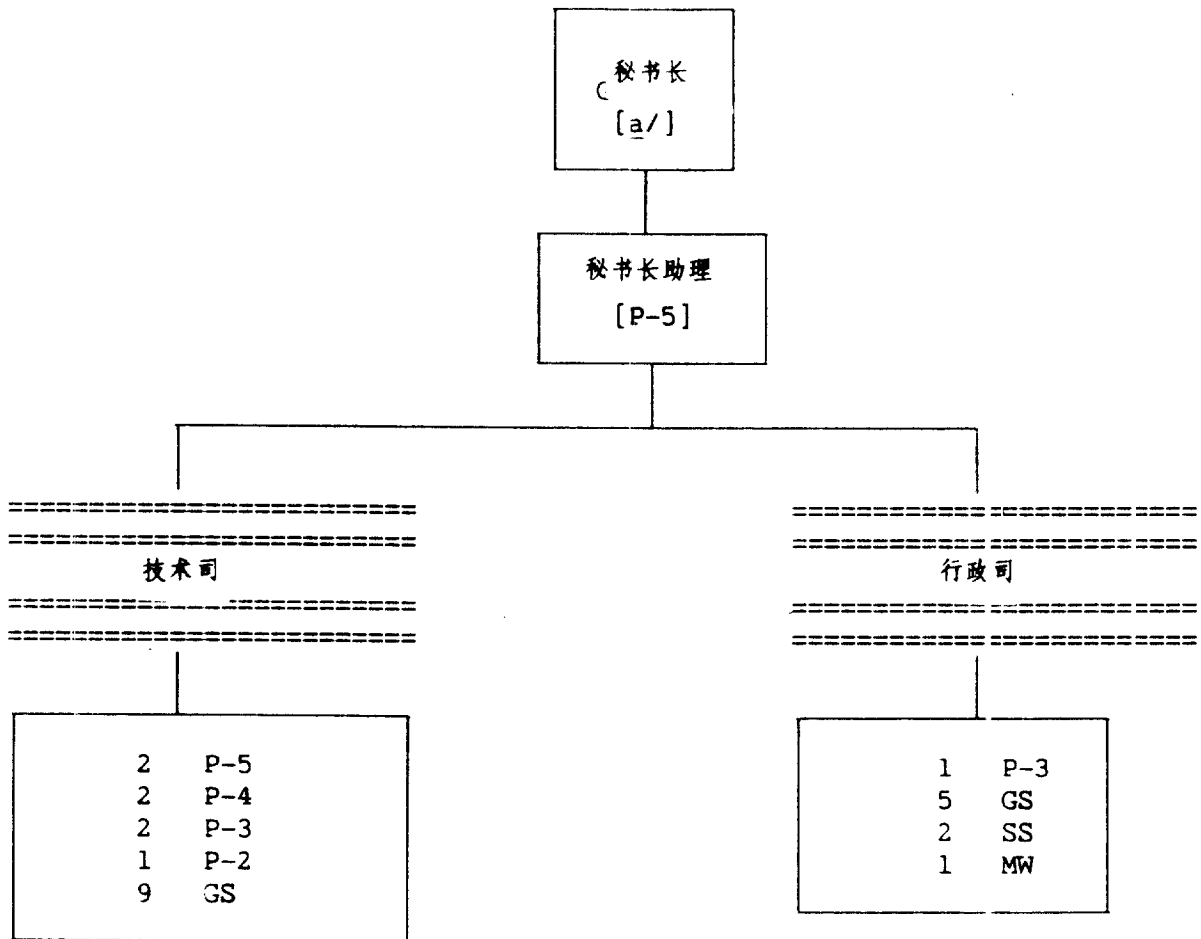 秘书长
[a/]
秘书长助理
[P-5]
技术司
行政司
2 P-5
2 P-4
2 P-3
1 P-2
9 GS
1 P-3
5 GS
2 SS
1 MW